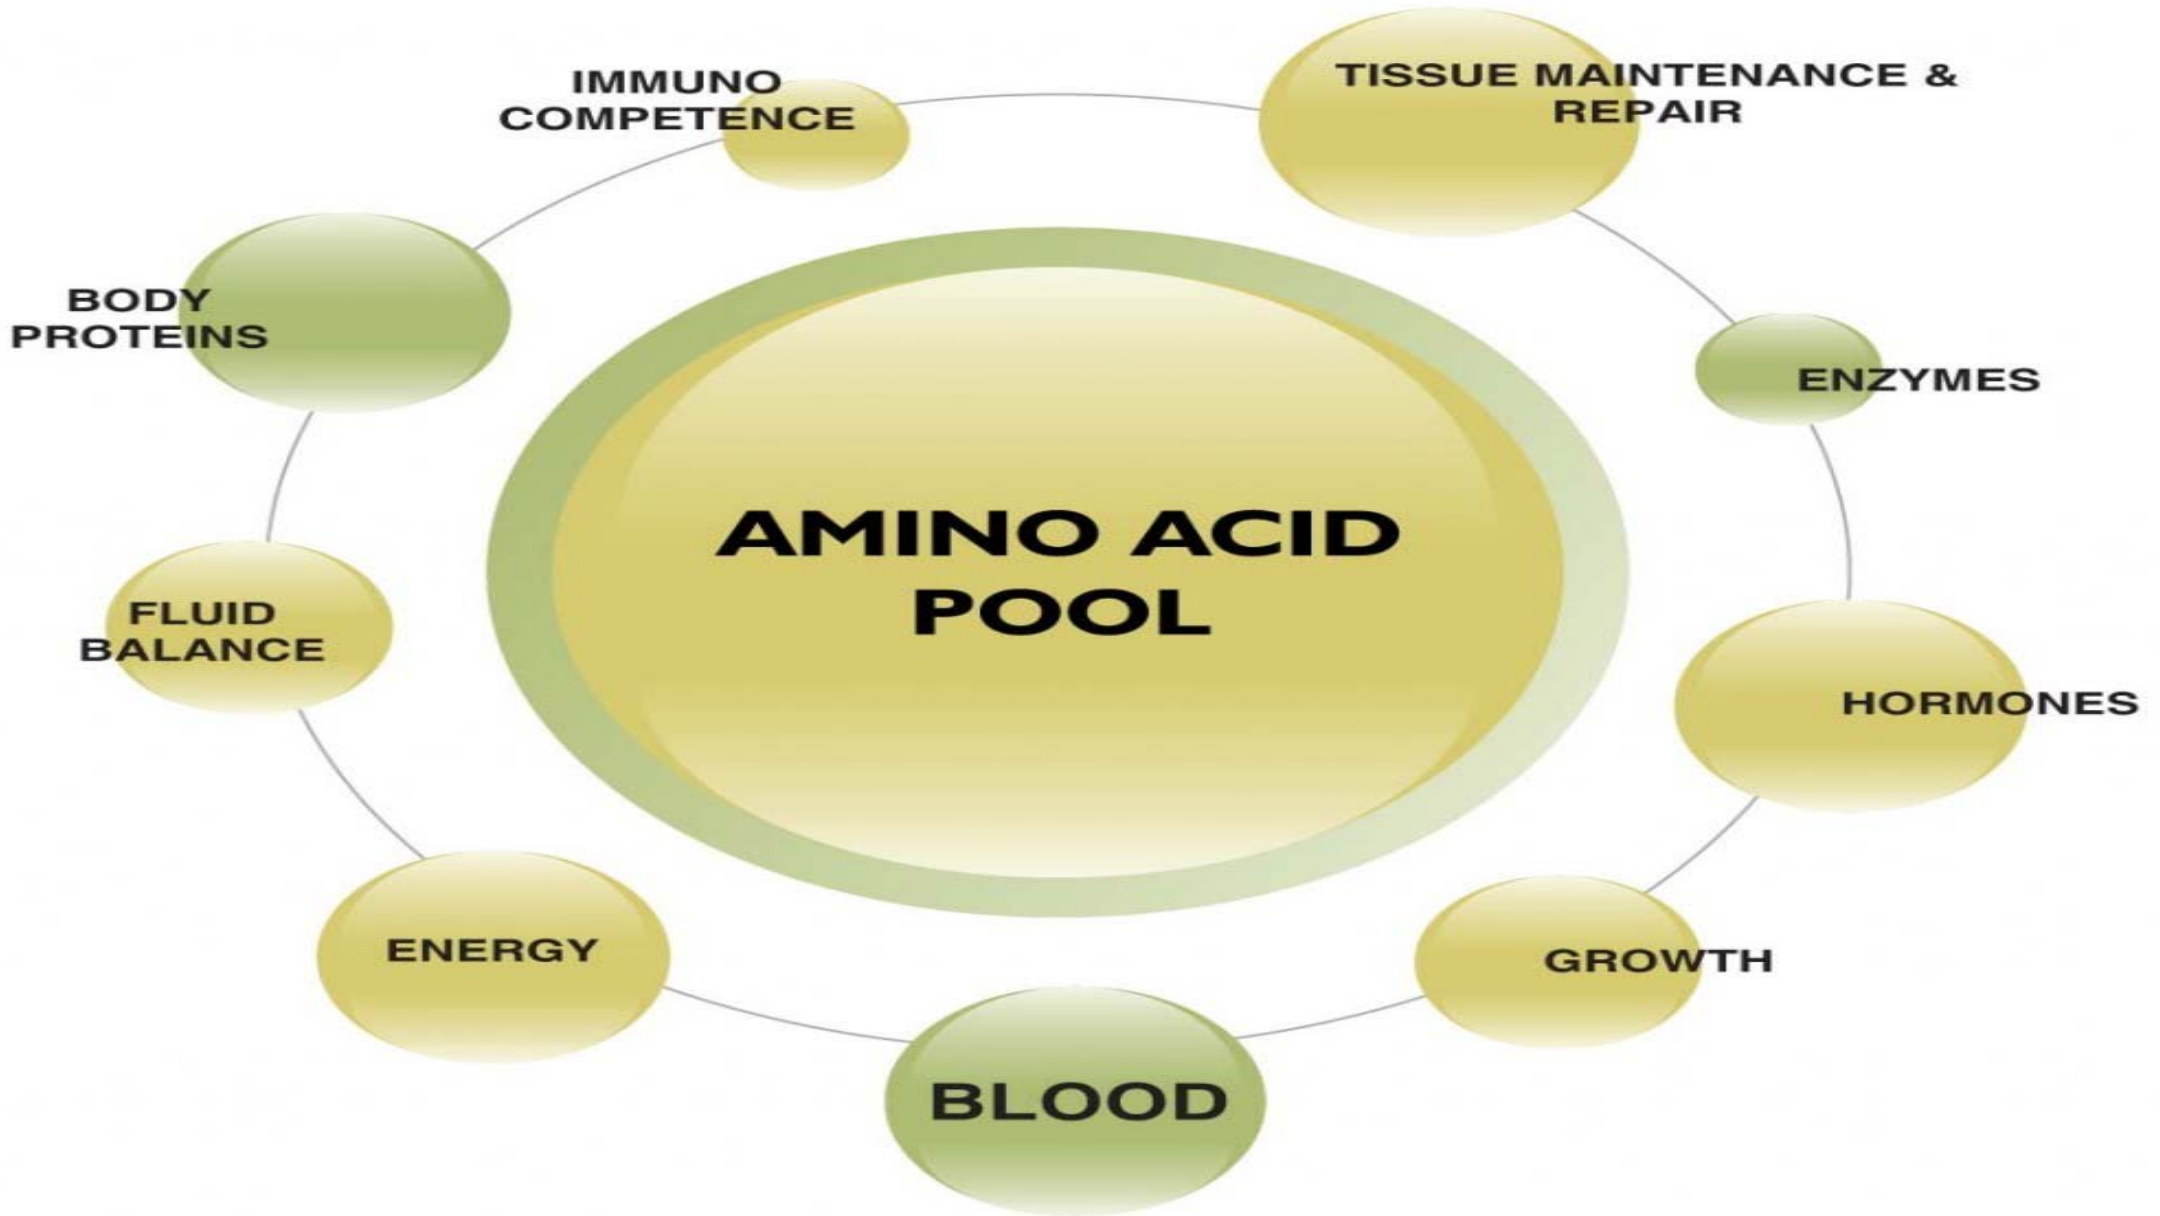 IMMUNO
COMPETENCE
TISSUE MAINTENANCE &
REPAIR
BODY
PROTEINS
ENZYMES
AMINO ACID
POOL
FLUID
BALANCE
HORMONES
ENERGY
GROWTH
BLOOD